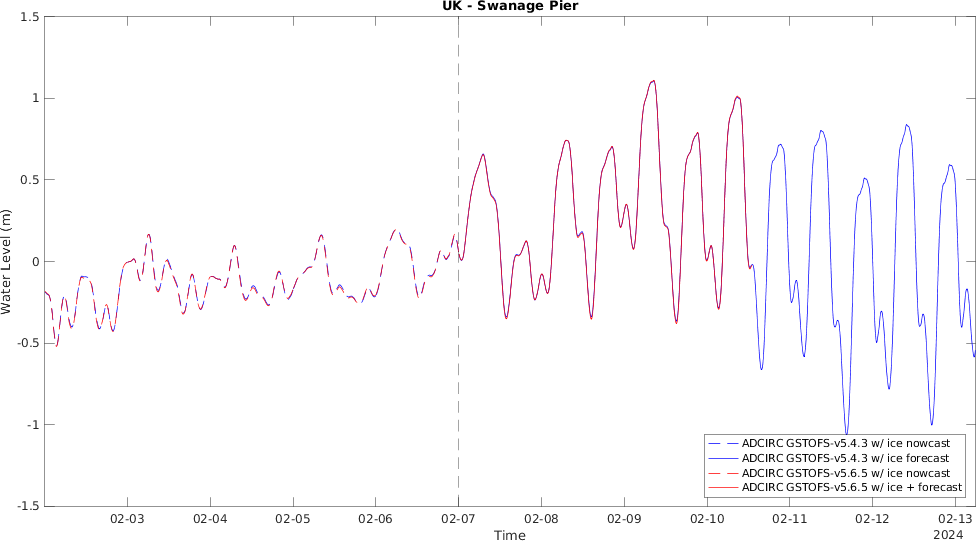 UK - Swanage Pier
1.5
1
0.5
0
-0.5
-1
-1.5
Water Level (m)
02-03 02-04 02-05 02-06 02-07 02-08 02-09 02-10 02-11 02-12 02-13
Time
2024
ADCIRC GSTOFS-v5.4.3 w/ ice nowcast
ADCIRC GSTOFS-v5.4.3 w/ ice forecast
ADCIRC GSTOFS-v5.6.5 w/ ice nowcast
ADCIRC GSTOFS-v5.6.5 w/ ice + forecast